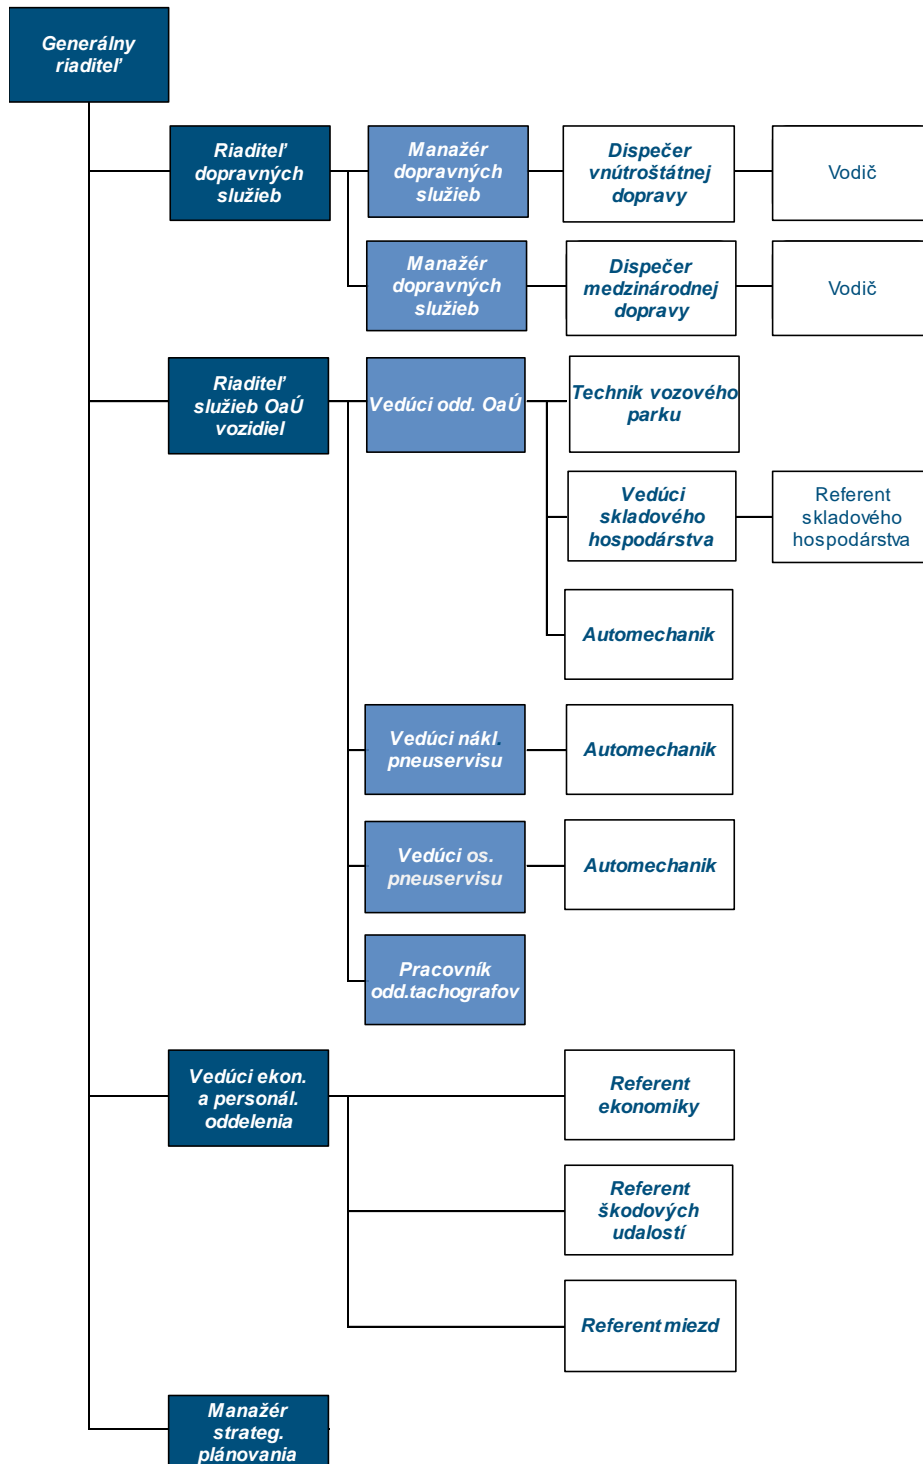 Generálny
riaditeľ
Riaditeľ
dopravných
služieb
Manažér
dopravných
služieb
Dispečer
vnútroštátnej
dopravy
Vodič
Manažér
dopravných
služieb
Dispečer
medzinárodnej
dopravy
Vodič
Riaditeľ
služieb OaÚ
vozidiel
Vedúci odd. OaÚ
Technik vozového
parku
Vedúci
skladového
hospodárstva
Referent
skladového
hospodárstva
Automechanik
Vedúci nákl.
pneuservisu
Automechanik
Vedúci os.
pneuservisu
Automechanik
Pracovník
odd.tachografov
Vedúci ekon.
a personál.
oddelenia
Referent
ekonomiky
Referent
škodových
udalostí
Referent miezd
Manažér
strateg.
plánovania